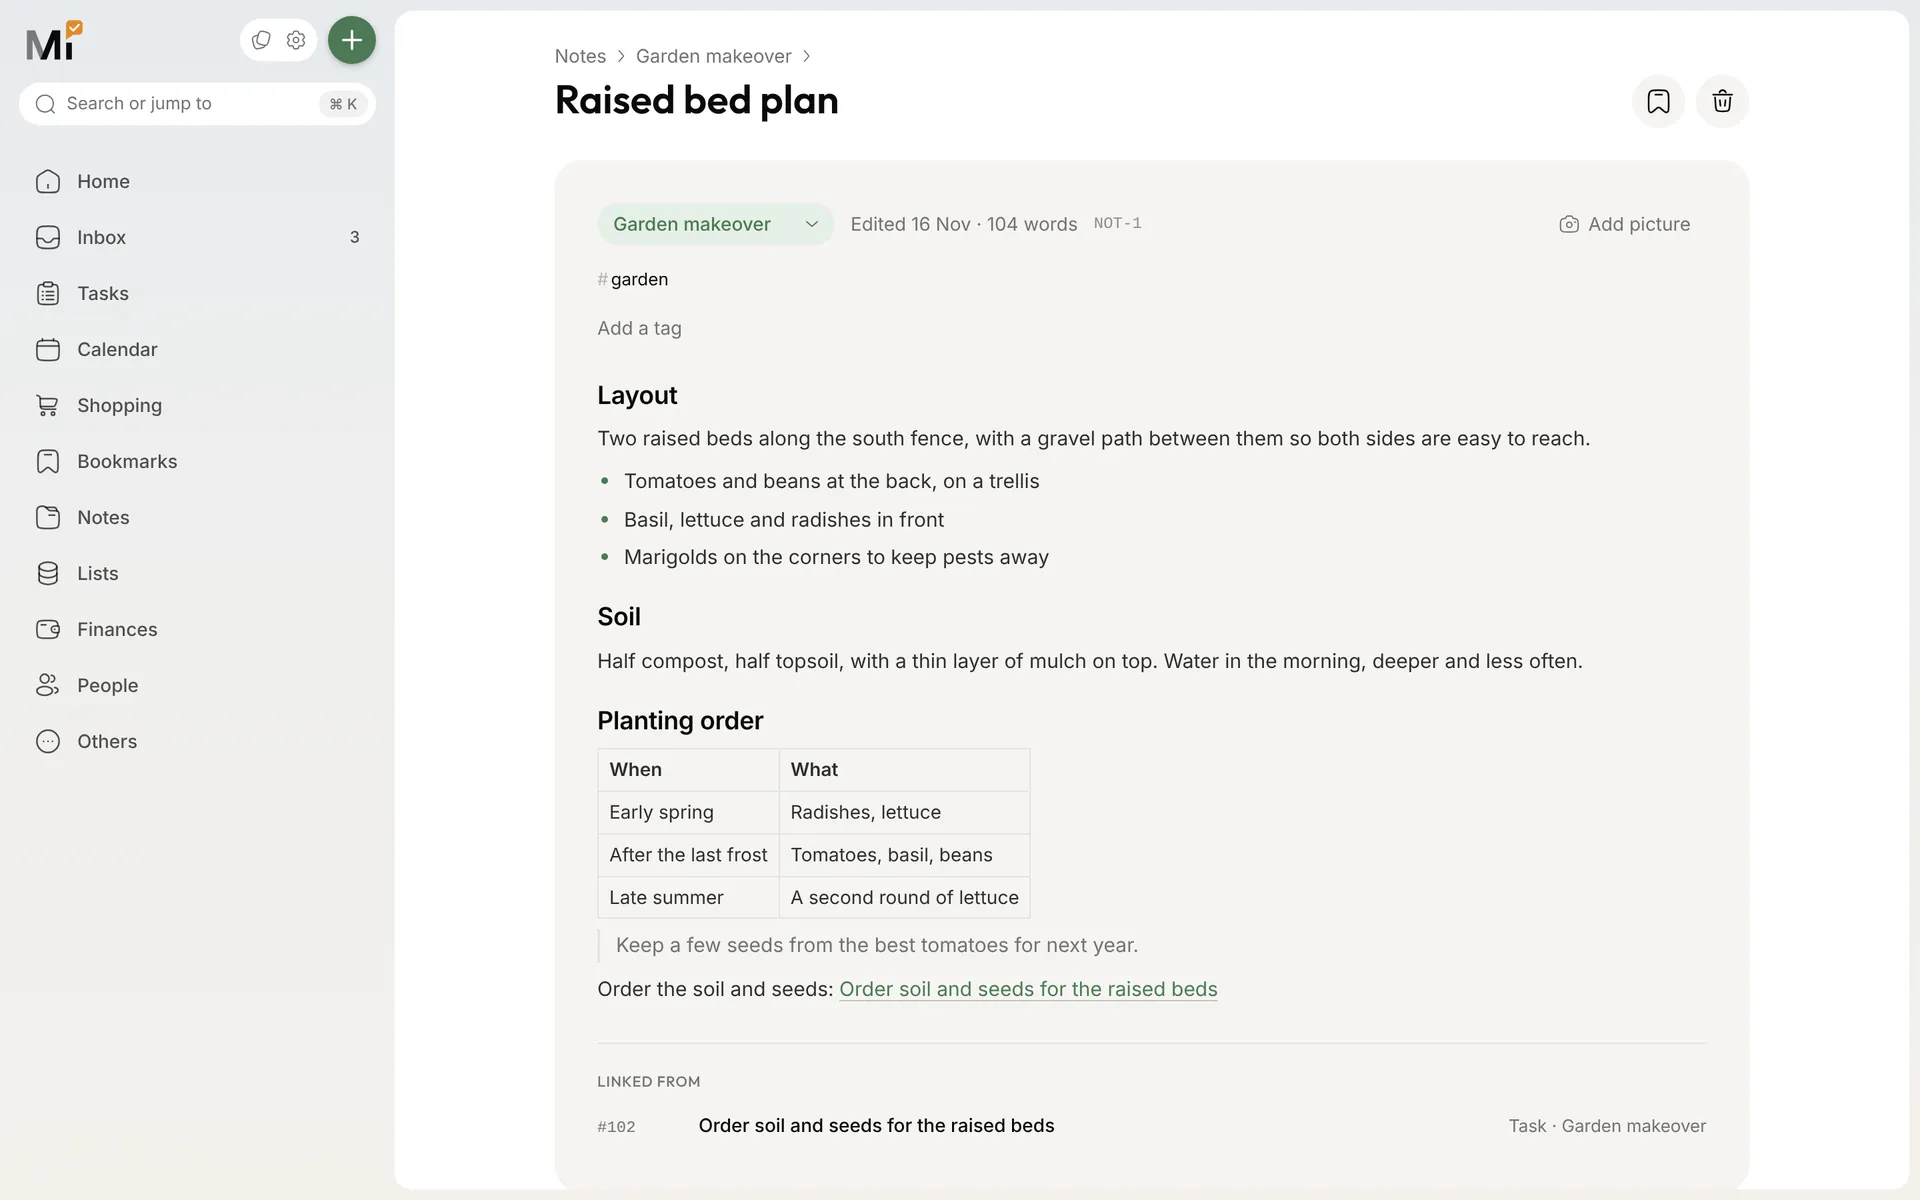 Mi
Search or jump to
⌘ K
Home
Inbox
3
Tasks
Calendar
Shopping
Bookmarks
Notes
Lists
Finances
People
Others
Notes > Garden makeover >
Raised bed plan
Garden makeover
Edited 16 Nov · 104 words NOT-1
Add picture
#garden
Add a tag
Layout
Two raised beds along the south fence, with a gravel path between them so both sides are easy to reach.
• Tomatoes and beans at the back, on a trellis
• Basil, lettuce and radishes in front
• Marigolds on the corners to keep pests away
Soil
Half compost, half topsoil, with a thin layer of mulch on top. Water in the morning, deeper and less often.
Planting order
When What
Early spring Radishes, lettuce
After the last frost Tomatoes, basil, beans
Late summer A second round of lettuce
Keep a few seeds from the best tomatoes for next year.
Order the soil and seeds: Order soil and seeds for the raised beds
LINKED FROM
#102 Order soil and seeds for the raised beds Task · Garden makeover